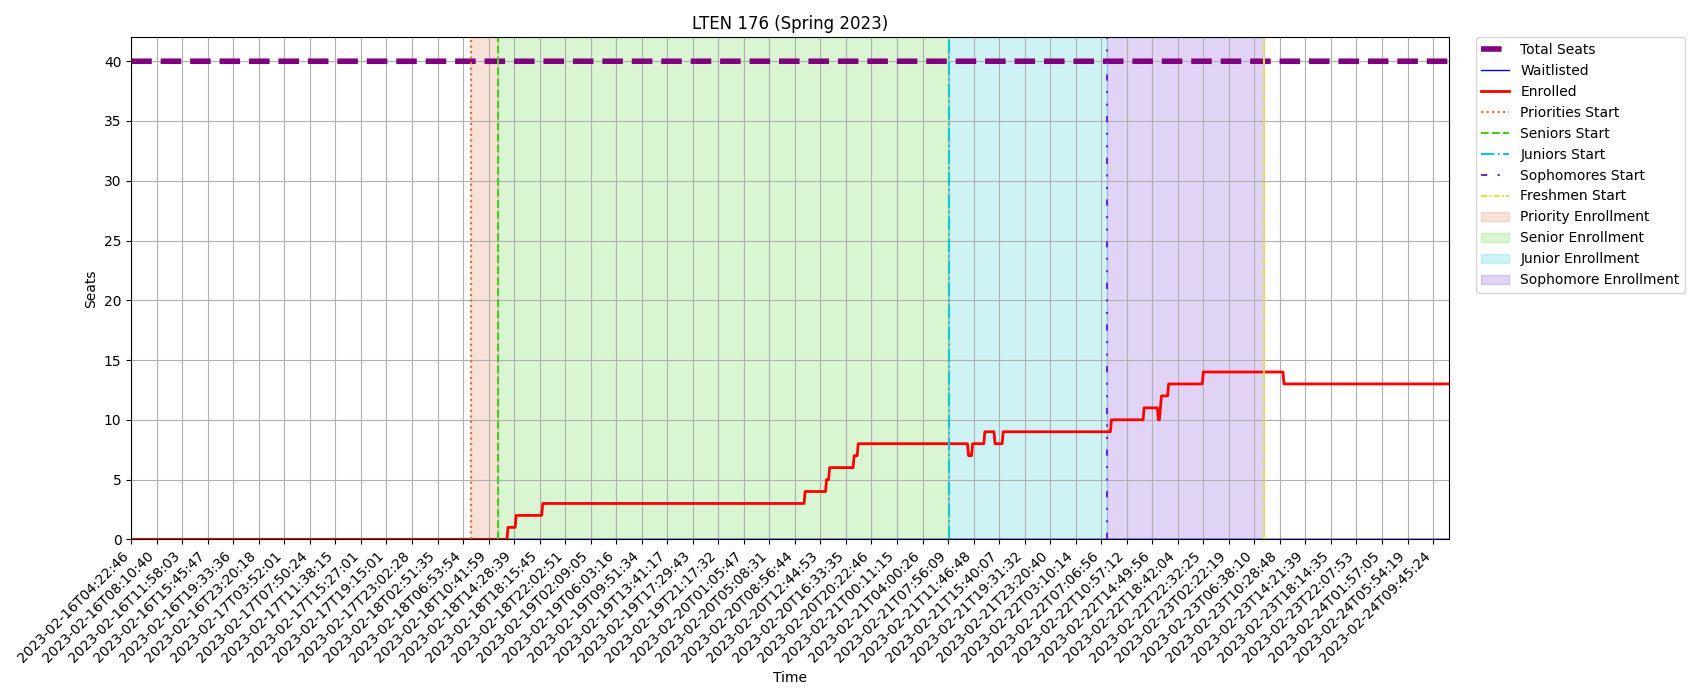 LTEN 176 (Spring 2023)
40
35
30
25
20
15
10
5
0
Seats
2023-02-16T04:22:46
2023-02-16T08:10:40
2023-02-16T11:58:03
2023-02-16T15:45:47
2023-02-16T19:33:36
2023-02-16T23:20:18
2023-02-17T03:52:01
2023-02-17T07:50:24
2023-02-17T11:38:15
2023-02-17T15:27:01
2023-02-17T19:15:01
2023-02-17T23:02:28
2023-02-18T02:51:35
2023-02-18T06:53:54
2023-02-18T10:41:59
2023-02-18T14:28:39
2023-02-18T18:15:45
2023-02-18T22:02:51
2023-02-19T02:09:05
2023-02-19T06:03:16
2023-02-19T09:51:34
2023-02-19T13:41:17
2023-02-19T17:29:43
2023-02-19T21:17:32
2023-02-20T01:05:47
2023-02-20T05:08:31
2023-02-20T08:56:44
2023-02-20T12:44:53
2023-02-20T16:33:35
2023-02-20T20:22:46
2023-02-21T00:11:15
2023-02-21T04:00:26
2023-02-21T07:56:09
2023-02-21T11:46:48
2023-02-21T15:40:07
2023-02-21T19:31:32
2023-02-21T23:20:40
2023-02-22T03:10:14
2023-02-22T07:06:56
2023-02-22T10:57:12
2023-02-22T14:49:56
2023-02-22T18:42:04
2023-02-22T22:32:25
2023-02-23T02:22:19
2023-02-23T06:38:10
2023-02-23T10:28:48
2023-02-23T14:21:39
2023-02-23T18:14:35
2023-02-23T22:07:53
2023-02-24T01:57:05
2023-02-24T05:54:19
2023-02-24T09:45:24
Time
Total Seats
Waitlisted
Enrolled
Priorities Start
Seniors Start
Juniors Start
Sophomores Start
Freshmen Start
Priority Enrollment
Senior Enrollment
Junior Enrollment
Sophomore Enrollment